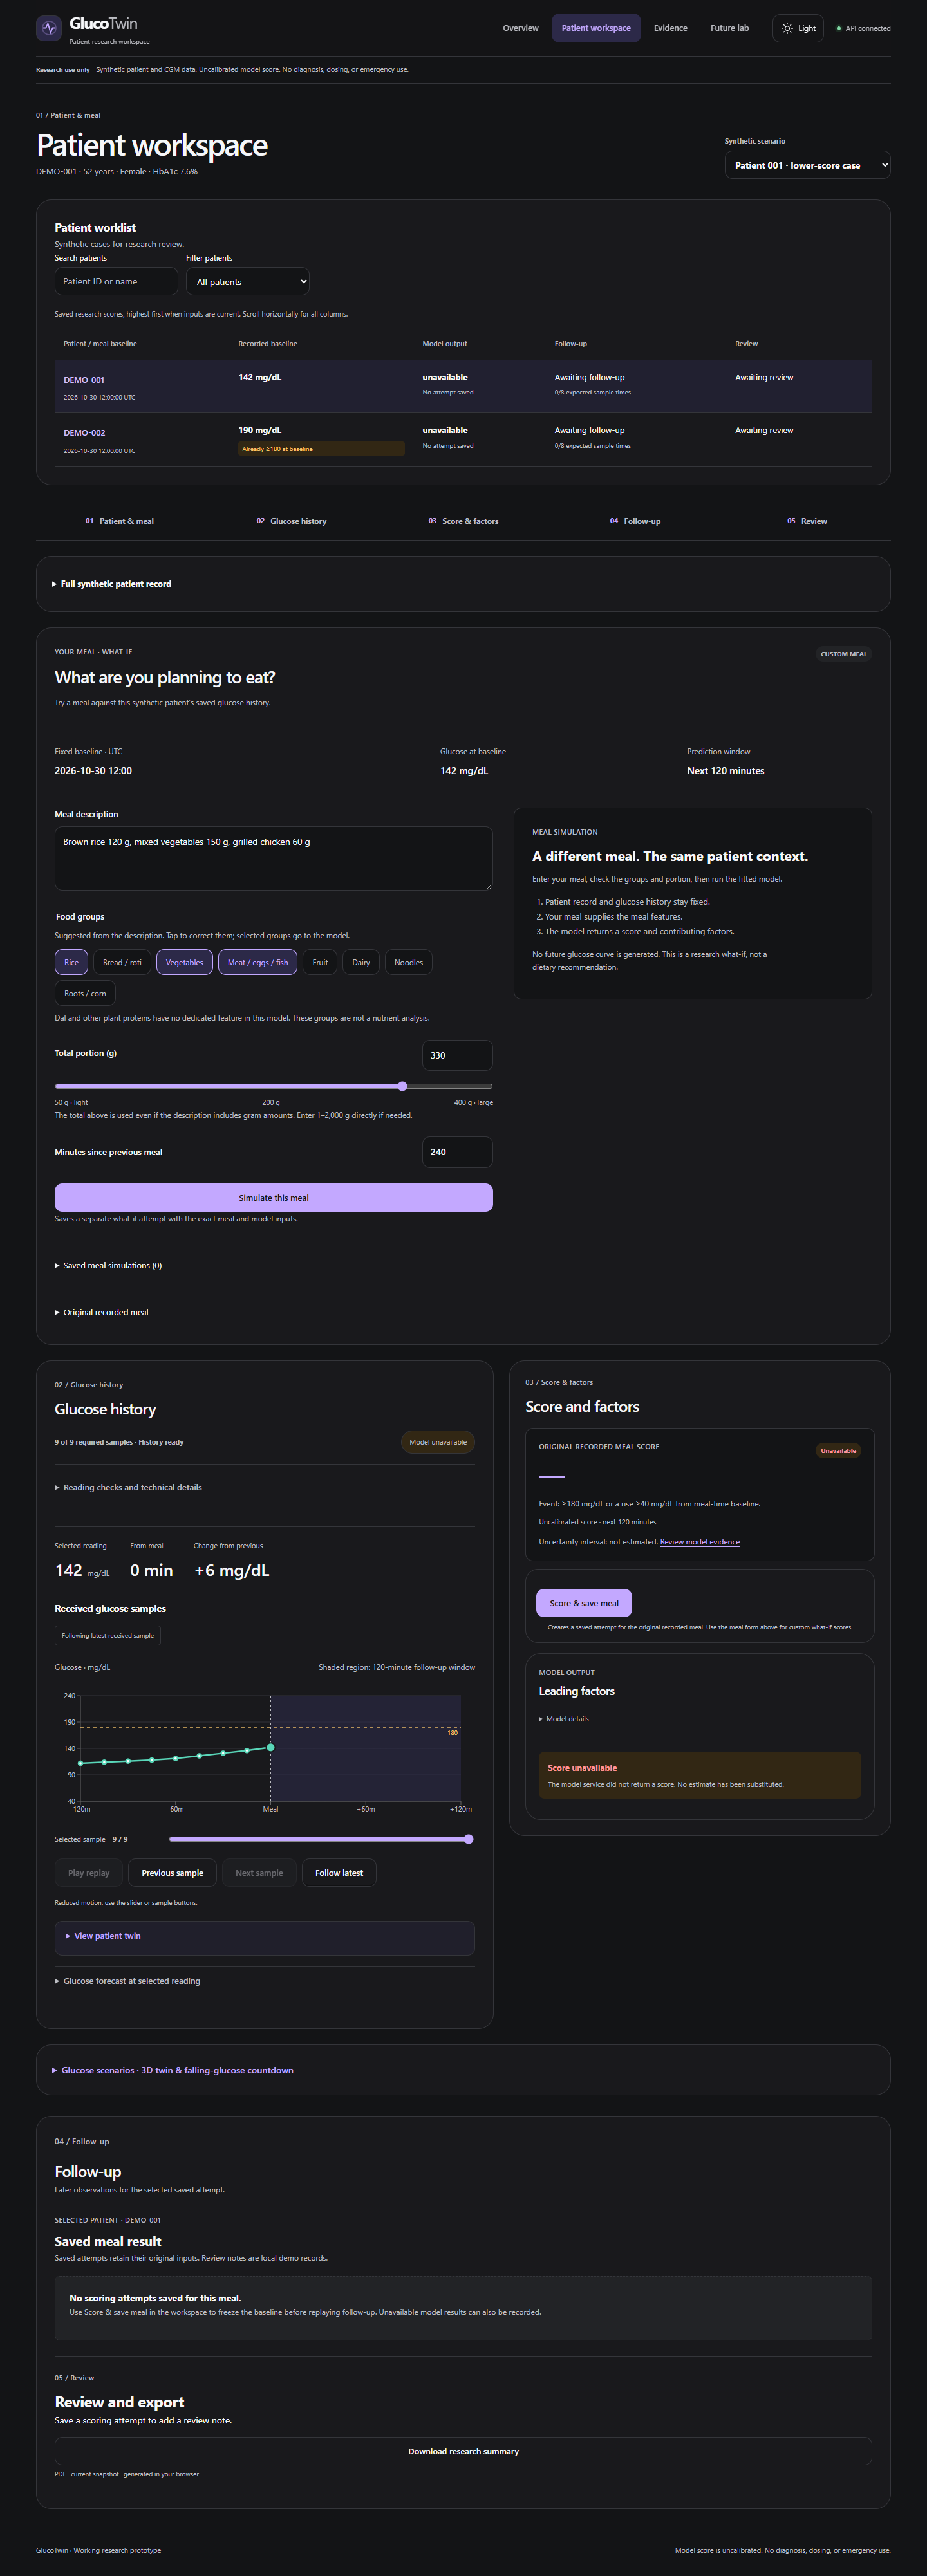 GlucoTwin
Patient research workspace
Overview
Patient workspace
Evidence
Future lab
Light
API connected
Research use only Synthetic patient and CGM data. Uncalibrated model score. No diagnosis, dosing, or emergency use.
01 / Patient & meal
Patient workspace
DEMO-001 · 52 years · Female · HbA1c 7.6%
Synthetic scenario
Patient 001 · lower-score case
Patient worklist
Synthetic cases for research review.
Search patients
Filter patients
Patient ID or name
All patients
Saved research scores, highest first when inputs are current. Scroll horizontally for all columns.
Patient / meal baseline
Recorded baseline
Model output
Follow-up
Review
DEMO-001
142 mg/dL
unavailable
Awaiting follow-up
Awaiting review
2026-10-30 12:00:00 UTC
No attempt saved
0/8 expected sample times
DEMO-002
190 mg/dL
unavailable
Awaiting follow-up
Awaiting review
2026-10-30 12:00:00 UTC
Already ≥180 at baseline
No attempt saved
0/8 expected sample times
01 Patient & meal
02 Glucose history
03 Score & factors
04 Follow-up
05 Review
Full synthetic patient record
YOUR MEAL · WHAT-IF
CUSTOM MEAL
What are you planning to eat?
Try a meal against this synthetic patient's saved glucose history.
Fixed baseline · UTC
Glucose at baseline
Prediction window
2026-10-30 12:00
142 mg/dL
Next 120 minutes
Meal description
Brown rice 120 g, mixed vegetables 150 g, grilled chicken 60 g
Food groups
Suggested from the description. Tap to correct them; selected groups go to the model.
Rice
Bread / roti
Vegetables
Meat / eggs / fish
Fruit
Dairy
Noodles
Roots / corn
Dal and other plant proteins have no dedicated feature in this model. These groups are not a nutrient analysis.
Total portion (g)
330
50 g · light
200 g
400 g · large
The total above is used even if the description includes gram amounts. Enter 1–2,000 g directly if needed.
Minutes since previous meal
240
Simulate this meal
Saves a separate what-if attempt with the exact meal and model inputs.
MEAL SIMULATION
A different meal. The same patient context.
Enter your meal, check the groups and portion, then run the fitted model.
1. Patient record and glucose history stay fixed.
2. Your meal supplies the meal features.
3. The model returns a score and contributing factors.
No future glucose curve is generated. This is a research what-if, not a
dietary recommendation.
Saved meal simulations (0)
Original recorded meal
02 / Glucose history
Glucose history
9 of 9 required samples · History ready
Model unavailable
Reading checks and technical details
Selected reading
From meal
Change from previous
142 mg/dL
0 min
+6 mg/dL
Received glucose samples
Following latest received sample
Glucose · mg/dL
Shaded region: 120-minute follow-up window
240
190
180
140
90
40
-120m
-60m
Meal
+60m
+120m
Selected sample 9 / 9
Play replay
Previous sample
Next sample
Follow latest
Reduced motion: use the slider or sample buttons.
View patient twin
Glucose forecast at selected reading
03 / Score & factors
Score and factors
ORIGINAL RECORDED MEAL SCORE
Unavailable
Event: ≥180 mg/dL or a rise ≥40 mg/dL from meal-time baseline.
Uncalibrated score · next 120 minutes
Uncertainty interval: not estimated. Review model evidence
Score & save meal
Creates a saved attempt for the original recorded meal. Use the meal form above for custom what-if scores.
MODEL OUTPUT
Leading factors
Model details
Score unavailable
The model service did not return a score. No estimate has been substituted.
Glucose scenarios · 3D twin & falling-glucose countdown
04 / Follow-up
Follow-up
Later observations for the selected saved attempt.
SELECTED PATIENT · DEMO-001
Saved meal result
Saved attempts retain their original inputs. Review notes are local demo records.
No scoring attempts saved for this meal.
Use Score & save meal in the workspace to freeze the baseline before replaying follow-up. Unavailable model results can also be recorded.
05 / Review
Review and export
Save a scoring attempt to add a review note.
Download research summary
PDF · current snapshot · generated in your browser
GlucoTwin · Working research prototype
Model score is uncalibrated. No diagnosis, dosing, or emergency use.